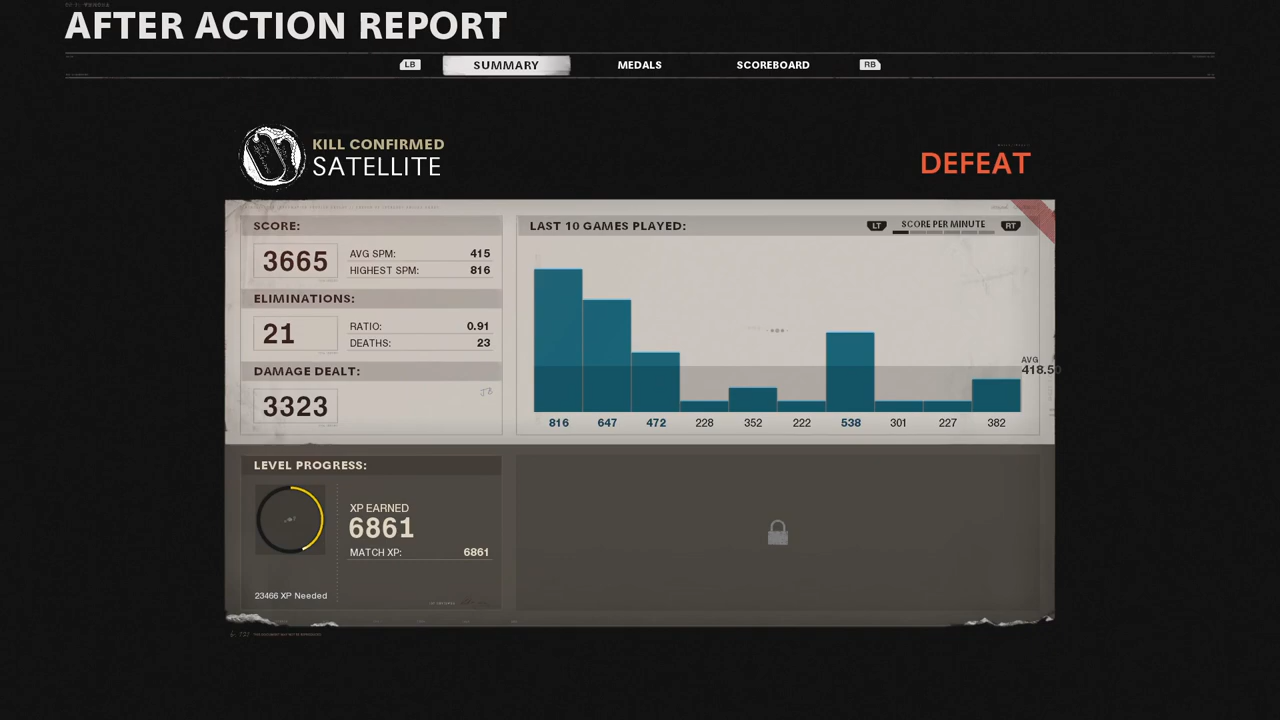 AFTER ACTION REPORT
LB SUMMARY MEDALS SCOREBOARD RB
KILL CONFIRMED
SATELLITE
DEFEAT
SCORE:
3665
AVG SPM: 415
HIGHEST SPM: 816
ELIMINATIONS:
21
RATIO: 0.91
DEATHS: 23
DAMAGE DEALT:
3323
LAST 10 GAMES PLAYED:
LT SCORE PER MINUTE RT
AVG
418.50
816 647 472 228 352 222 538 301 227 382
LEVEL PROGRESS:
XP EARNED
6861
MATCH XP: 6861
23466 XP Needed